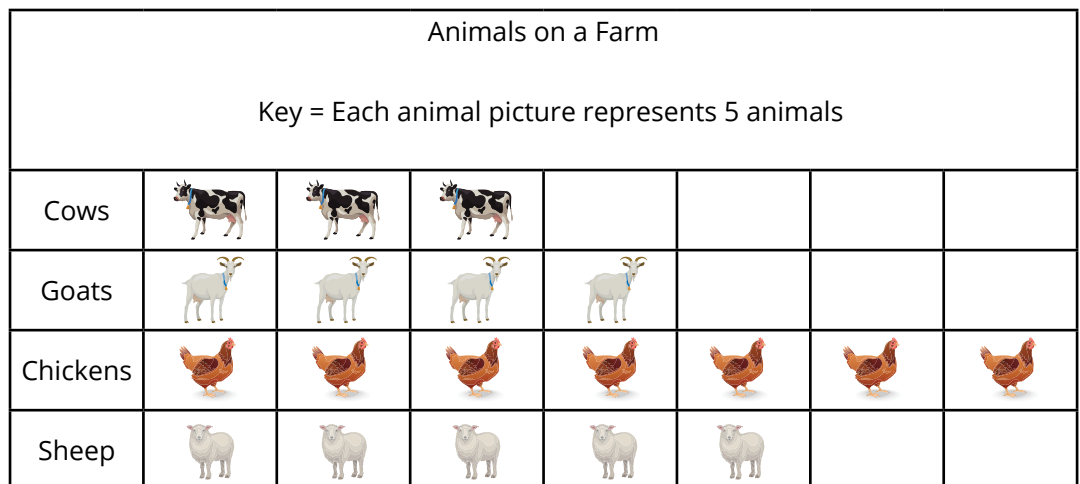 Animals on a Farm
Key = Each animal picture represents 5 animals
Cows
Goats
Chickens
Sheep